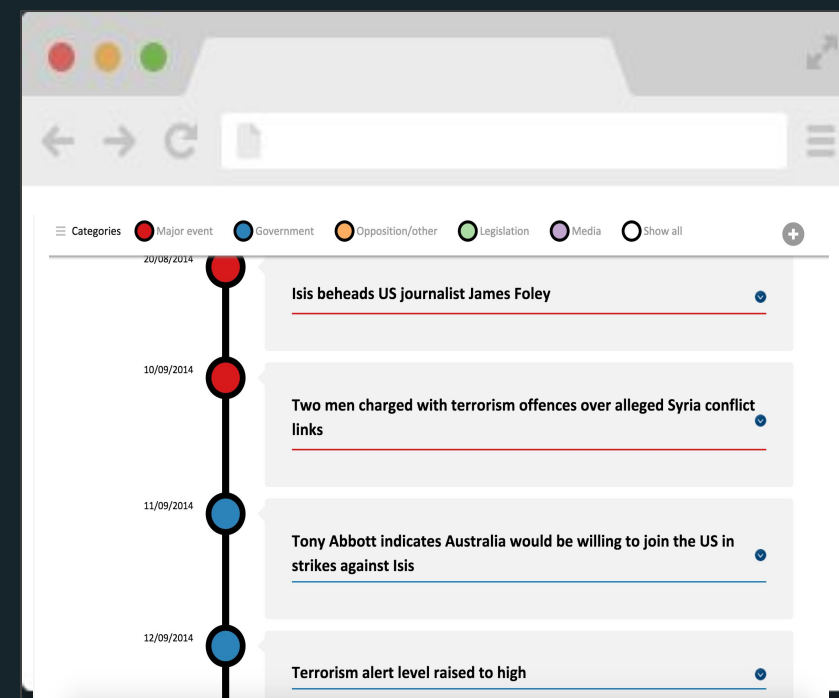 Categories Major event Government Opposition/other Legislation Media Show all
20/08/2014
Isis beheads US journalist James Foley
10/09/2014
Two men charged with terrorism offences over alleged Syria conflict
links
11/09/2014
Tony Abbott indicates Australia would be willing to join the US in
strikes against Isis
12/09/2014
Terrorism alert level raised to high